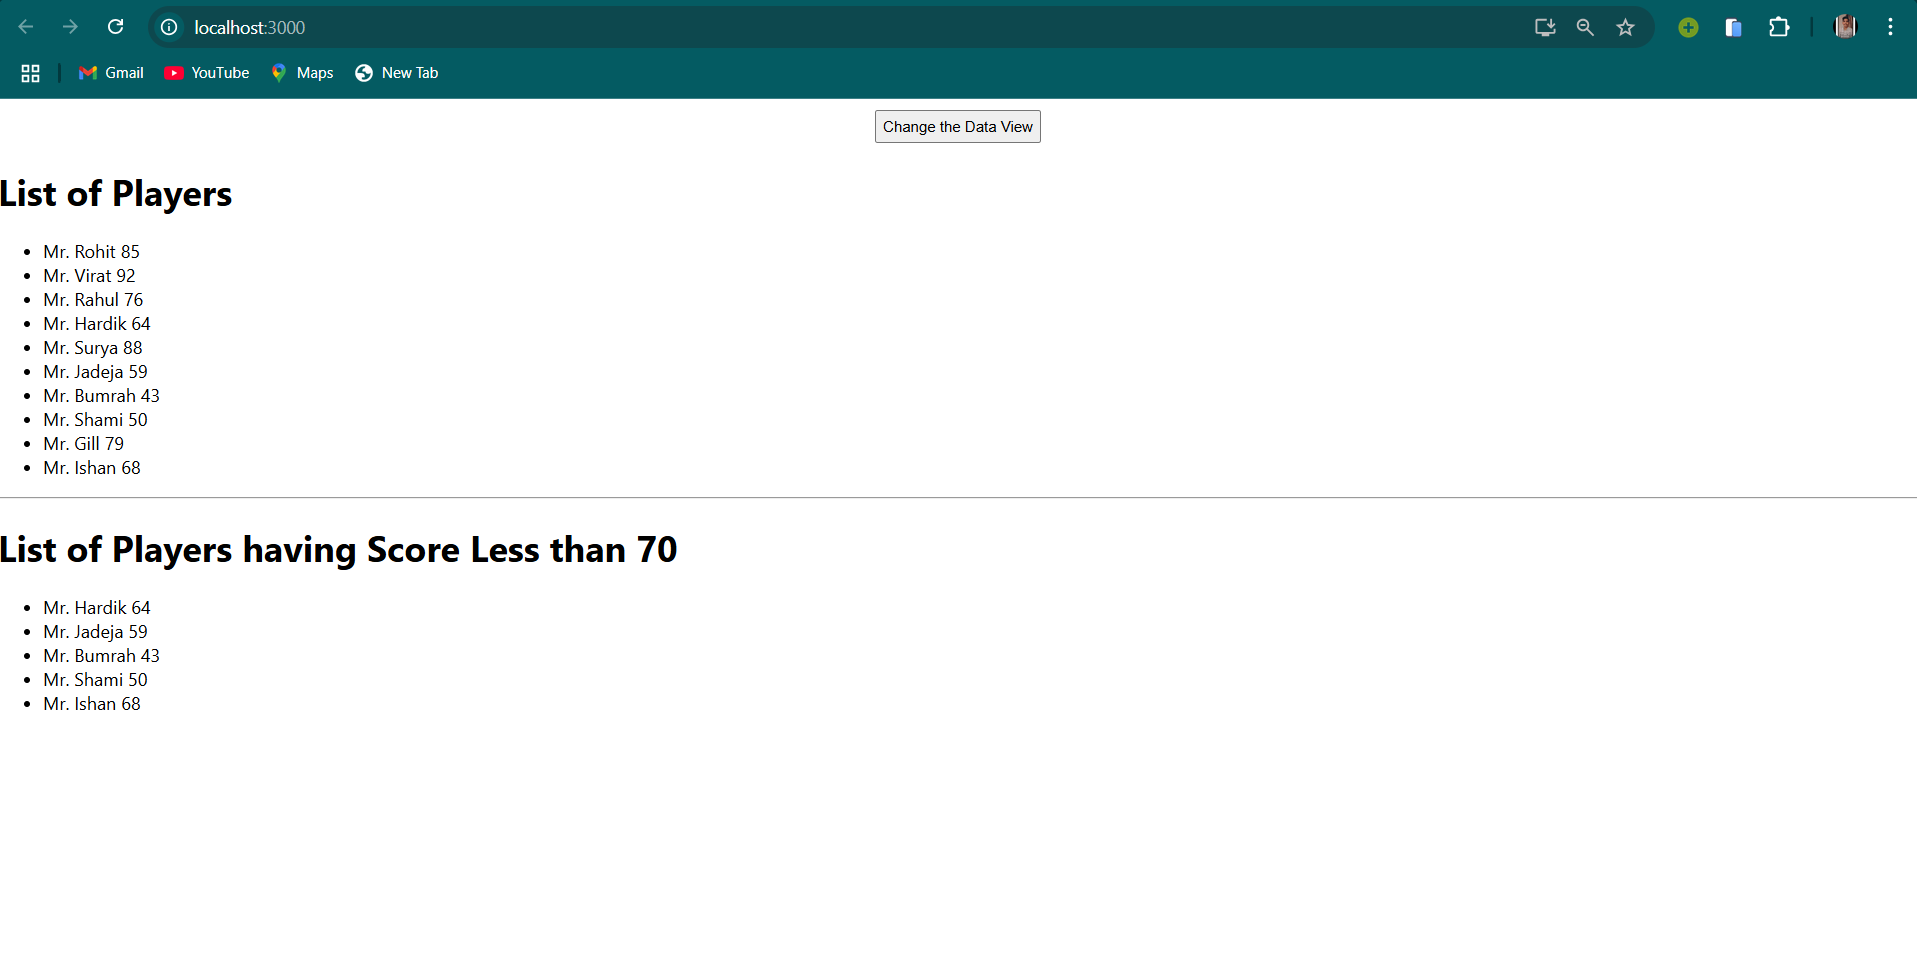 localhost:3000
Gmail YouTube Maps New Tab
Change the Data View
List of Players
Mr. Rohit 85
Mr. Virat 92
Mr. Rahul 76
Mr. Hardik 64
Mr. Surya 88
Mr. Jadeja 59
Mr. Bumrah 43
Mr. Shami 50
Mr. Gill 79
Mr. Ishan 68
List of Players having Score Less than 70
Mr. Hardik 64
Mr. Jadeja 59
Mr. Bumrah 43
Mr. Shami 50
Mr. Ishan 68